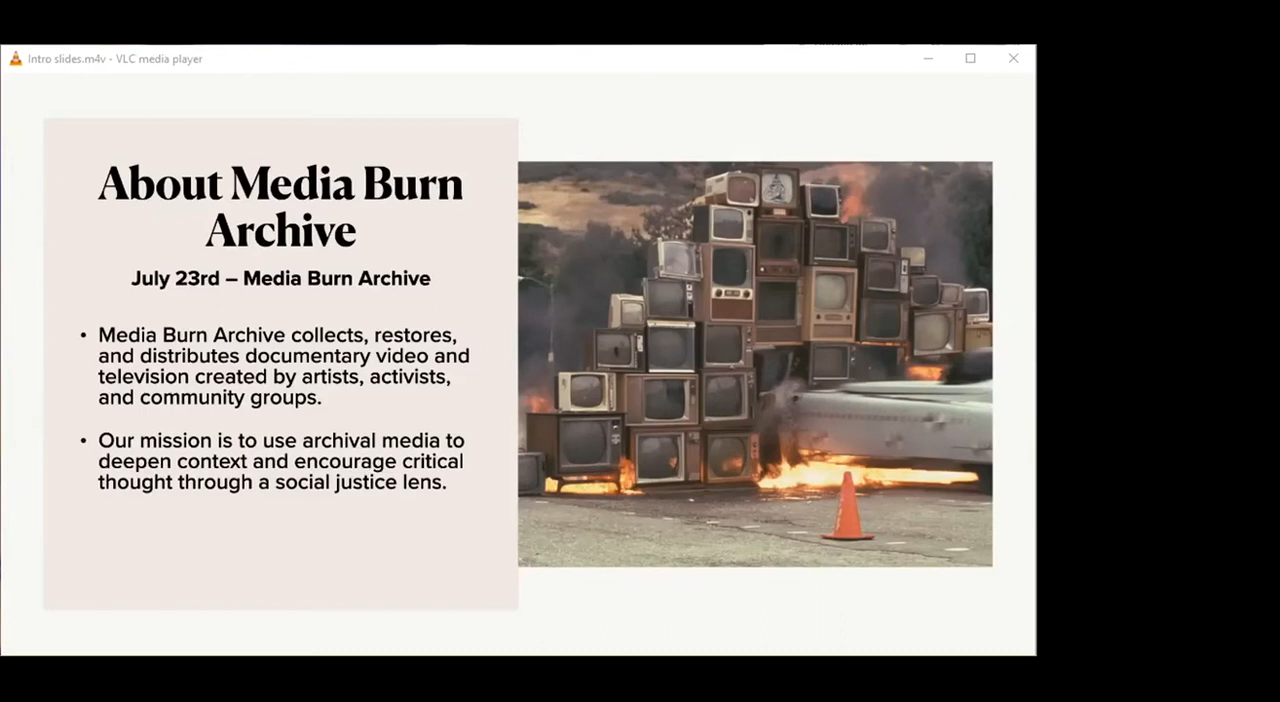 Intro slides.m4v - VLC media player
About Media Burn
Archive
July 23rd – Media Burn Archive
• Media Burn Archive collects, restores,
and distributes documentary video and
television created by artists, activists,
and community groups.
• Our mission is to use archival media to
deepen context and encourage critical
thought through a social justice lens.